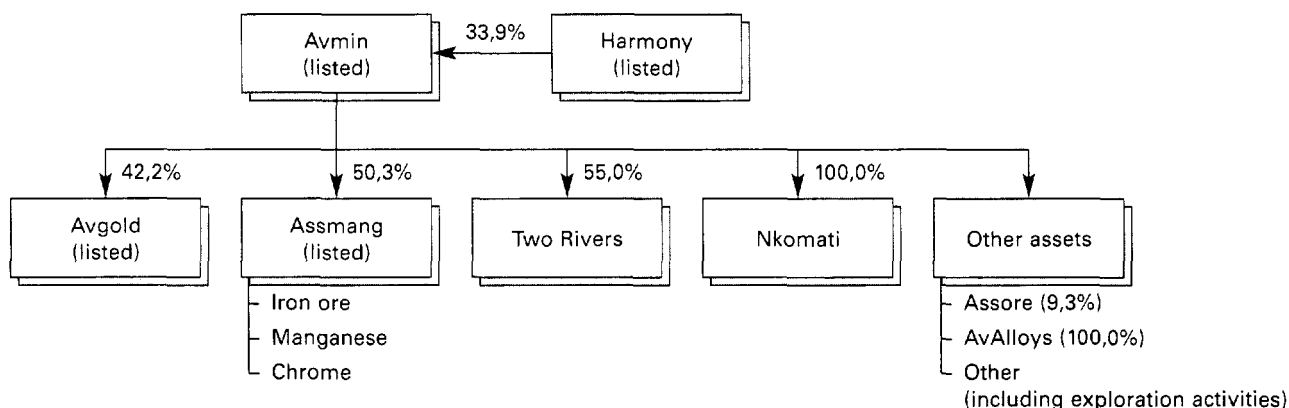 Avmin
(listed)
33,9%
Harmony
(listed)
42,2%
50,3%
55,0%
100,0%
Avgold
(listed)
Assmang
(listed)
Two Rivers
Nkomati
Other assets
Iron ore
Manganese
Chrome
Assore (9,3%)
AvAlloys (100,0%)
Other
(including exploration activities)